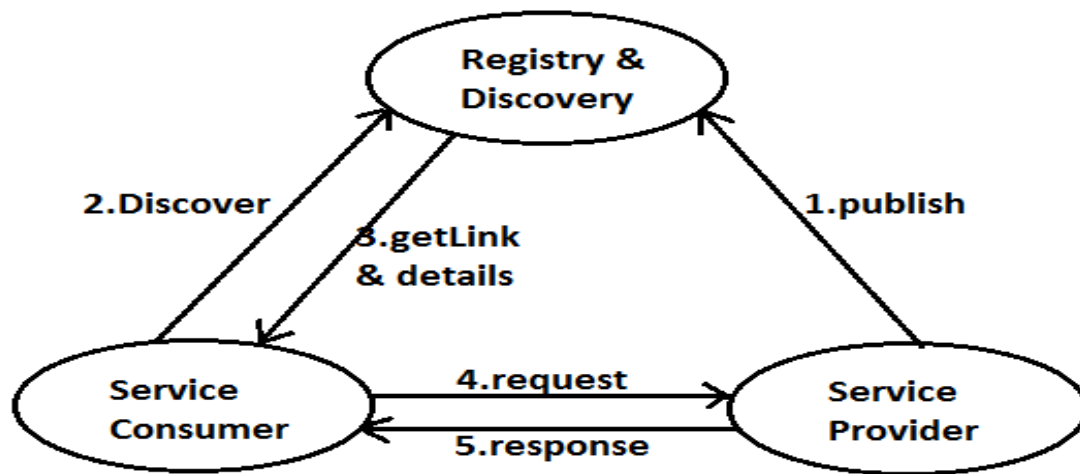 Registry &
Discovery
2.Discover
1.publish
3.getLink
& details
Service
Consumer
4.request
5.response
Service
Provider